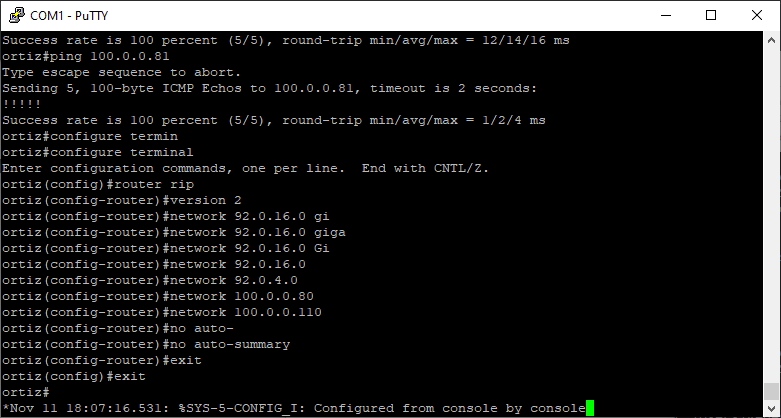 COM1 - PuTTY
Success rate is 100 percent (5/5), round-trip min/avg/max = 12/14/16 ms
ortiz#ping 100.0.0.81
Type escape sequence to abort.
Sending 5, 100-byte ICMP Echos to 100.0.0.81, timeout is 2 seconds:
!!!!!
Success rate is 100 percent (5/5), round-trip min/avg/max = 1/2/4 ms
ortiz#configure termin
ortiz#configure terminal
Enter configuration commands, one per line.  End with CNTL/Z.
ortiz(config)#router rip
ortiz(config-router)#version 2
ortiz(config-router)#network 92.0.16.0 gi
ortiz(config-router)#network 92.0.16.0 giga
ortiz(config-router)#network 92.0.16.0 Gi
ortiz(config-router)#network 92.0.16.0
ortiz(config-router)#network 92.0.4.0
ortiz(config-router)#network 100.0.0.80
ortiz(config-router)#network 100.0.0.110
ortiz(config-router)#no auto-
ortiz(config-router)#no auto-summary
ortiz(config-router)#exit
ortiz(config)#exit
ortiz#
*Nov 11 18:07:16.531: %SYS-5-CONFIG_I: Configured from console by console